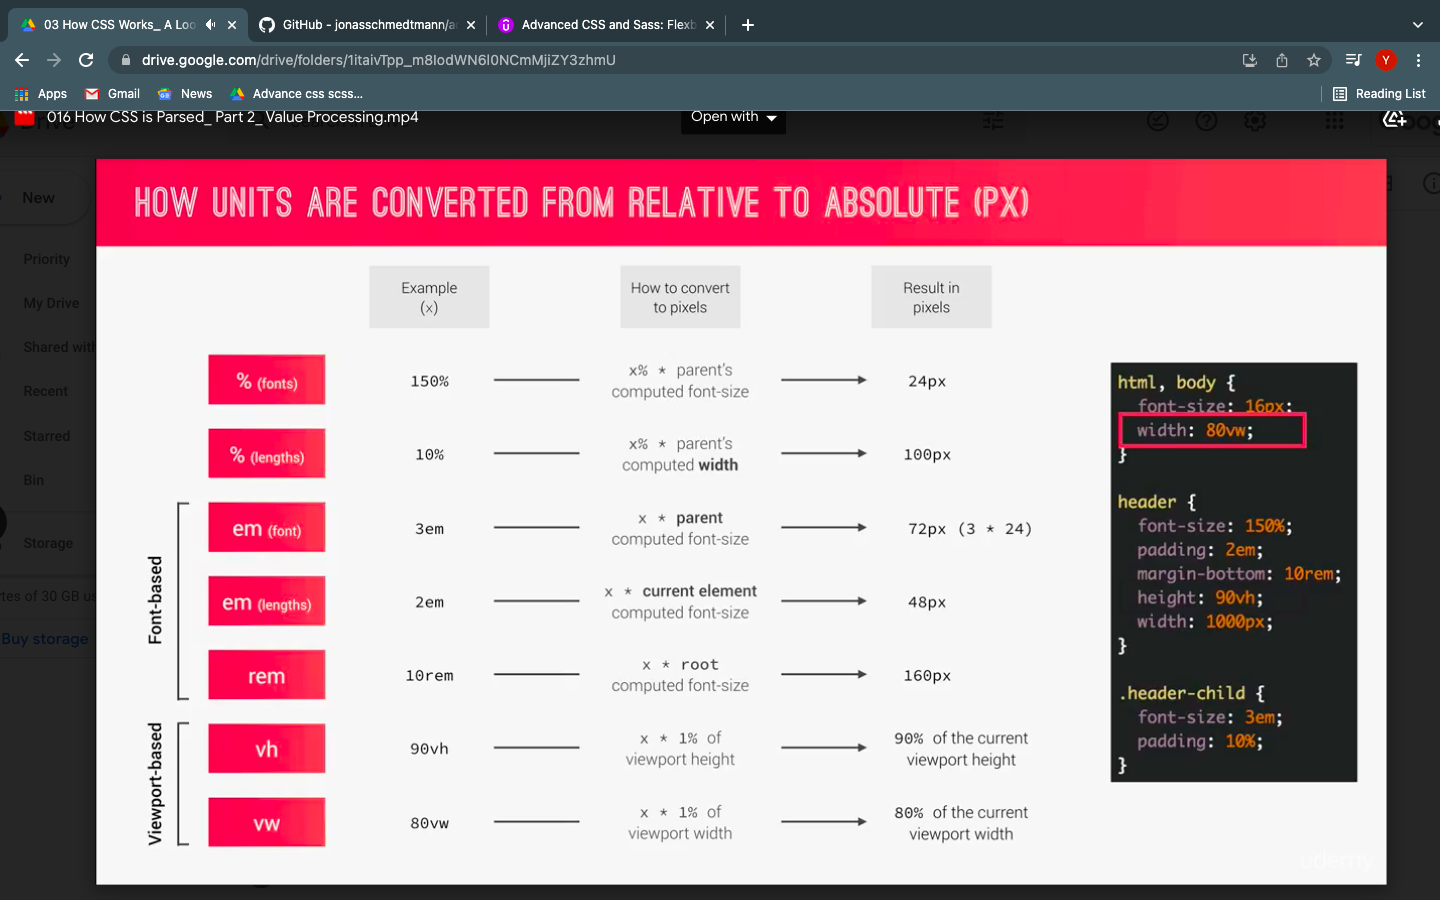 03 How CSS Works_ A Loo
GitHub - jonasschmedtmann/a
Advanced CSS and Sass: Flexb
drive.google.com/drive/folders/1itaivTpp_m8IodWN6I0NCmMjiZY3zhmU
Y
Apps
Gmail
News
Advance css scss...
Reading List
016 How CSS is Parsed_ Part 2_ Value Processing.mp4
Open with
New
Priority
My Drive
Shared with
Recent
Starred
Bin
Storage
tes of 30 GB us
Buy storage
HOW UNITS ARE CONVERTED FROM RELATIVE TO ABSOLUTE (PX)
Example
(x)
How to convert
to pixels
Result in
pixels
% (fonts)
150%
x% * parent's
computed font-size
24px
% (lengths)
10%
x% * parent's
computed width
100px
Font-based
em (font)
3em
x * parent
computed font-size
72px (3 * 24)
em (lengths)
2em
x * current element
computed font-size
48px
rem
10rem
x * root
computed font-size
160px
Viewport-based
vh
90vh
x * 1% of
viewport height
90% of the current
viewport height
vw
80vw
x * 1% of
viewport width
80% of the current
viewport width
html, body {
font-size: 16px;
width: 80vw;
}
header {
font-size: 150%;
padding: 2em;
margin-bottom: 10rem;
height: 90vh;
width: 1000px;
}
.header-child {
font-size: 3em;
padding: 10%;
}
udemy